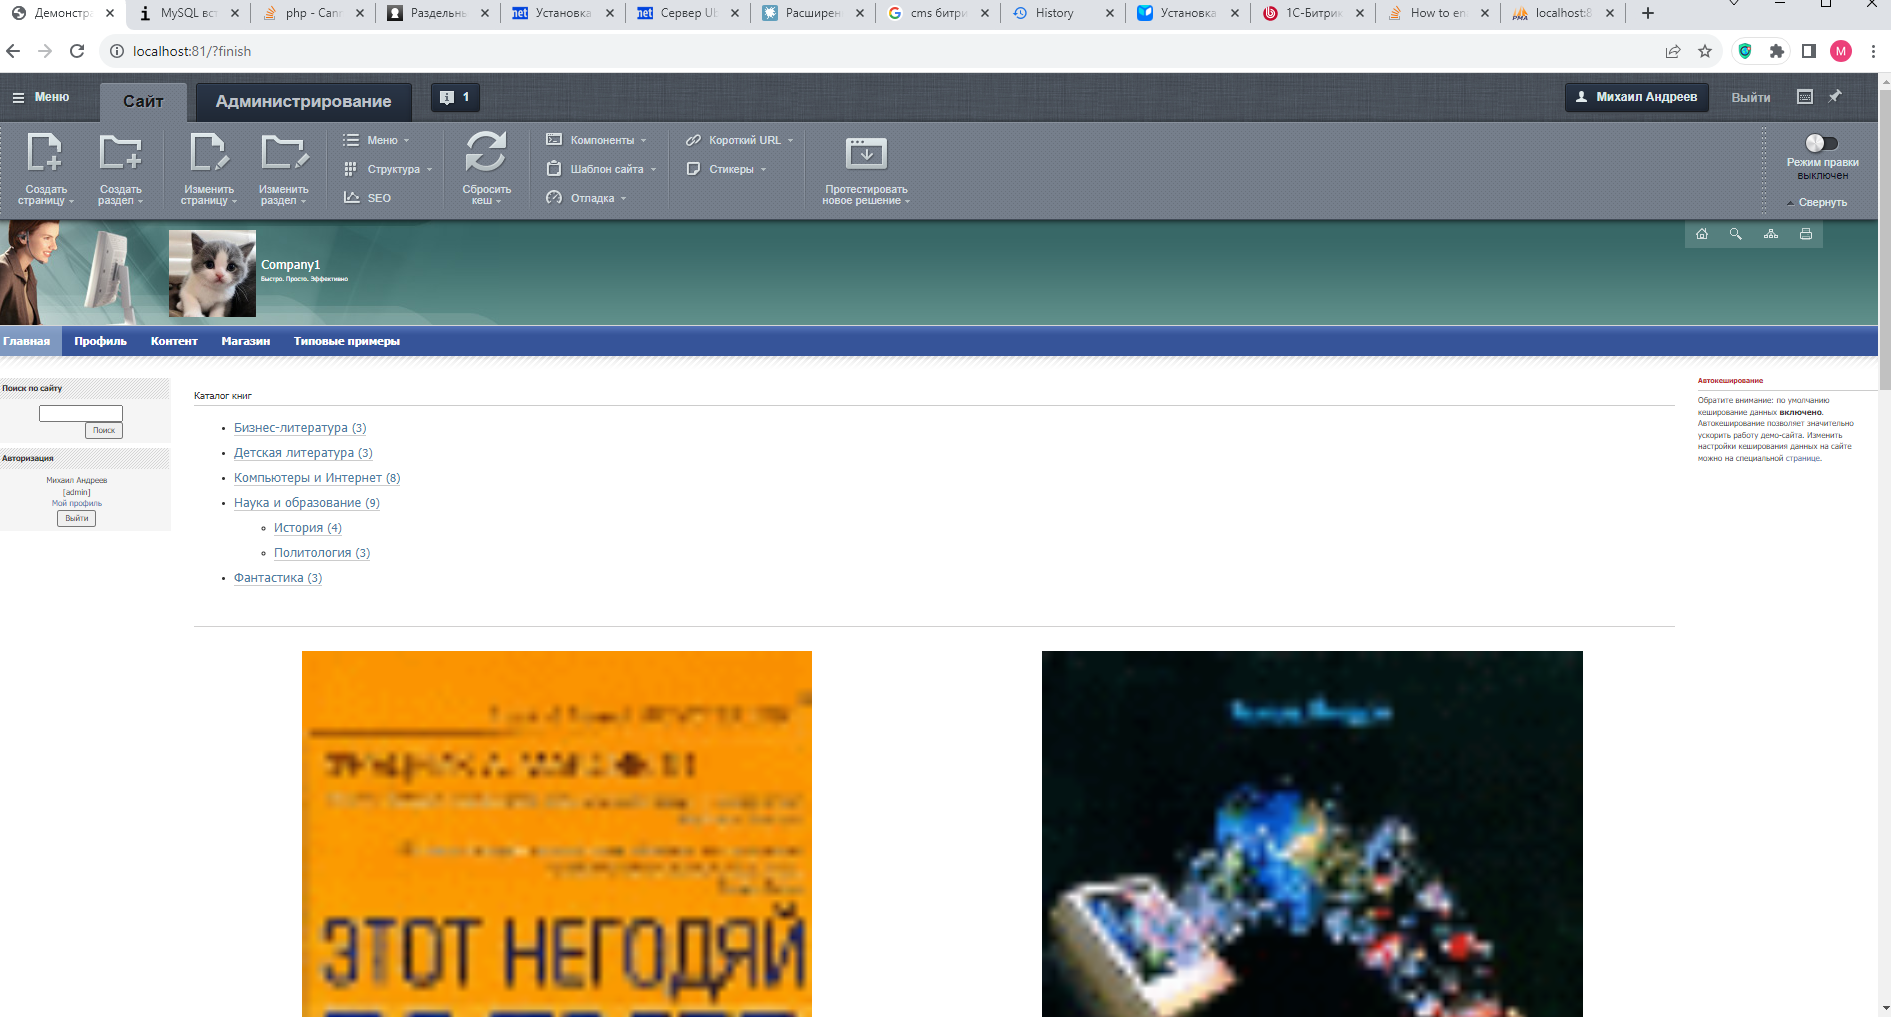 Демонстра
MySQL вст
php - Cann
Раздельны
Установка
Сервер Ub
Расширен
cms битри
History
Установка
1С-Битрик
How to en
localhost:8
localhost:81/?finish
M
Меню
Сайт
Администрирование
1
Михаил Андреев
Выйти
Создать страницу
Создать раздел
Изменить страницу
Изменить раздел
Меню
Структура
SEO
Сбросить кеш
Компоненты
Шаблон сайта
Отладка
Короткий URL
Стикеры
Протестировать новое решение
Режим правки
выключен
Свернуть
Company1
Быстро. Просто. Эффективно
Главная
Профиль
Контент
Магазин
Типовые примеры
Поиск по сайту
Поиск
Авторизация
Михаил Андреев
[admin]
Мой профиль
Выйти
Каталог книг
Бизнес-литература (3)
Детская литература (3)
Компьютеры и Интернет (8)
Наука и образование (9)
История (4)
Политология (3)
Фантастика (3)
Автокеширование
Обратите внимание: по умолчанию
кеширование данных включено.
Автокеширование позволяет значительно
ускорить работу демо-сайта. Изменить
настройки кеширования данных на сайте
можно на специальной странице.
ЭТОТ НЕГОДЯЙ